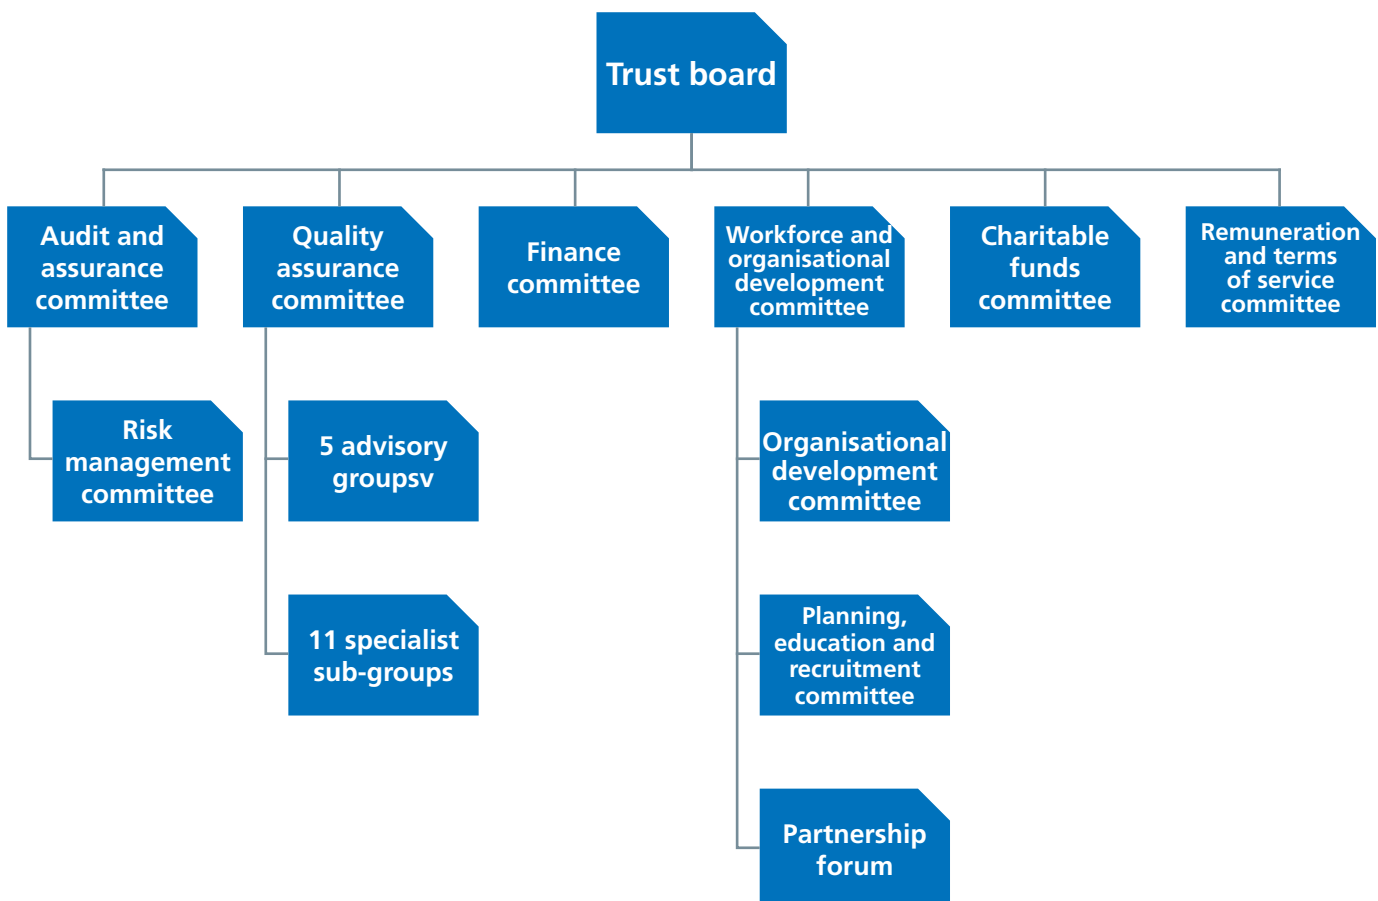 Trust board
Audit and
assurance
committee
Quality
assurance
committee
Finance
committee
Workforce and
organisational
development
committee
Charitable
funds
committee
Remuneration
and terms
of service
committee
Risk
management
committee
5 advisory
groupsv
Organisational
development
committee
11 specialist
sub-groups
Planning,
education and
recruitment
committee
Partnership
forum